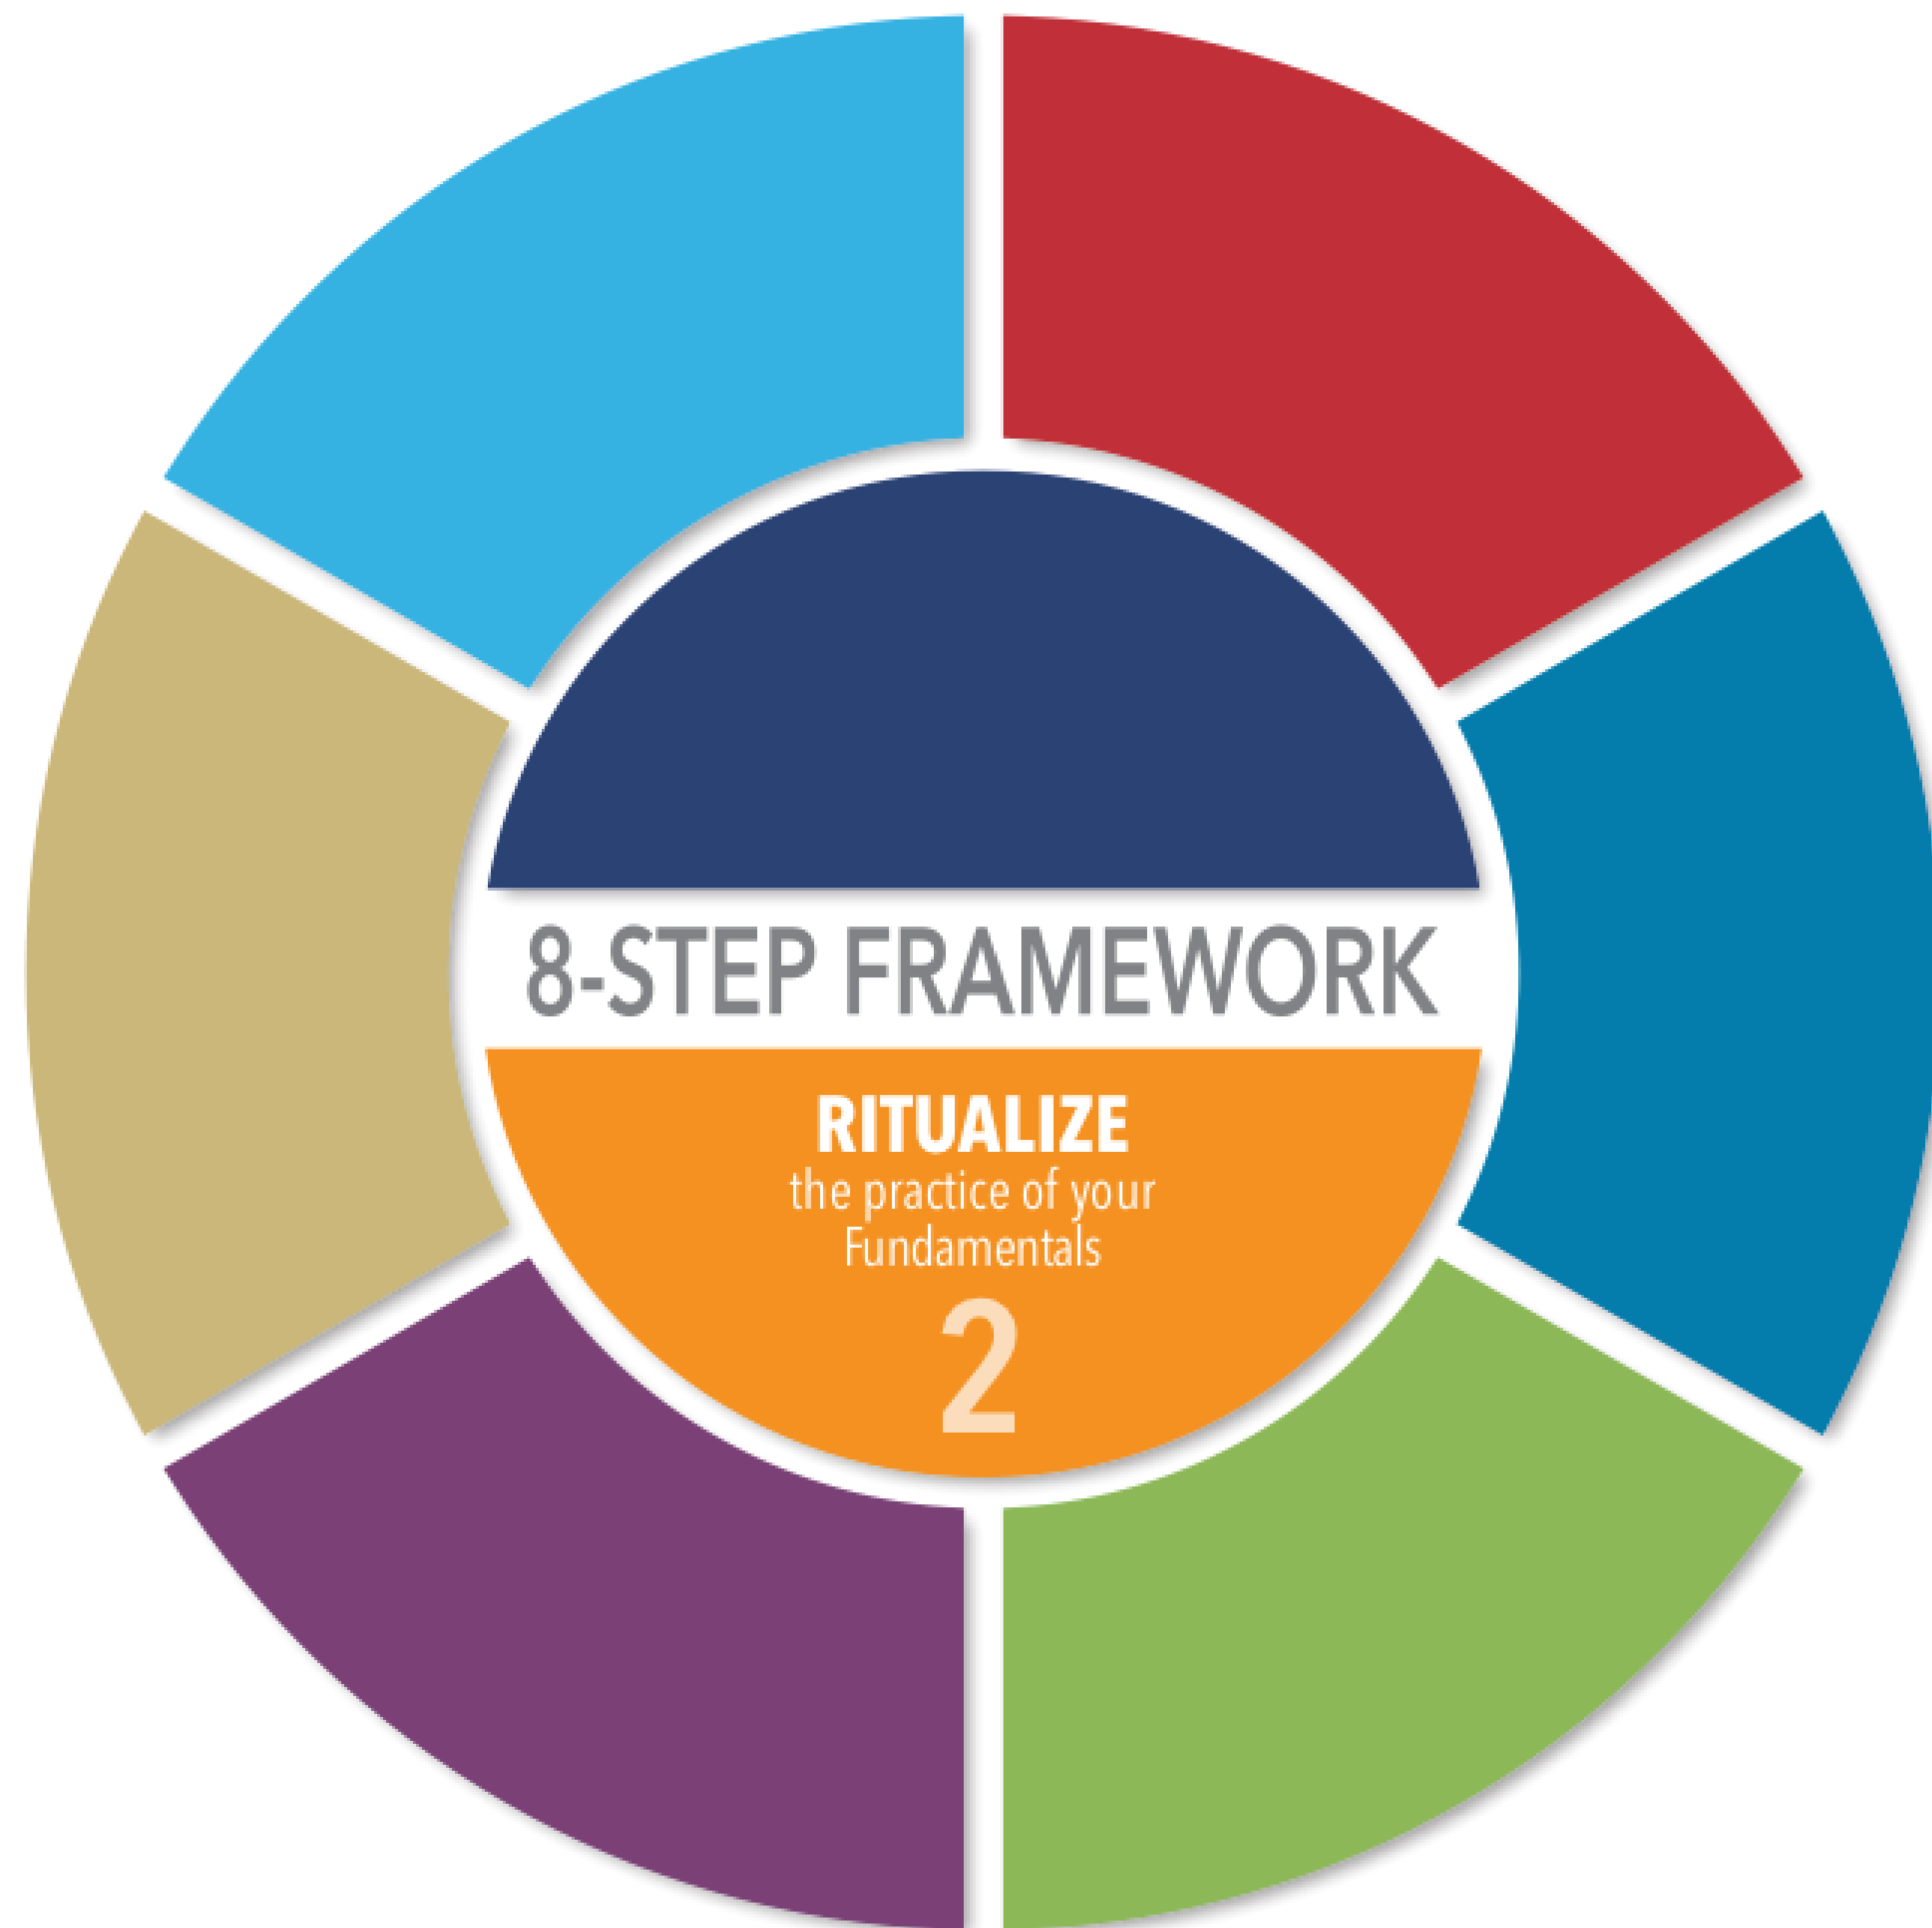 8-STEP FRAMEWORK
RITUALIZE
the practice of your
Fundamentals
2